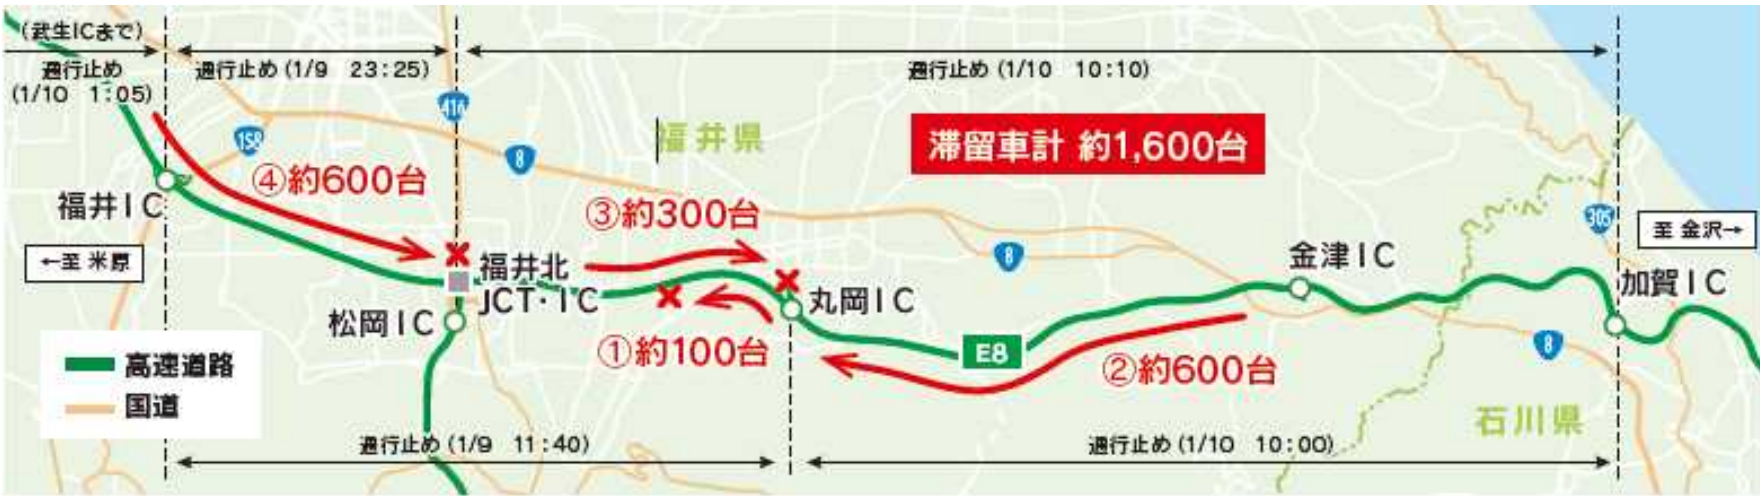 (武生ICまで)
通行止め
(1/10 1:05)
通行止め (1/9 23:25)
通行止め (1/10 10:10)
416
158
8
福井県
滞留車計 約1,600台
④約600台
福井IC
③約300台
305
至 金沢→
←至 米原
8
金津IC
福井北
JCT・IC
加賀IC
丸岡IC
松岡IC
①約100台
E8
②約600台
8
高速道路
国道
石川県
通行止め (1/9 11:40)
通行止め (1/10 10:00)